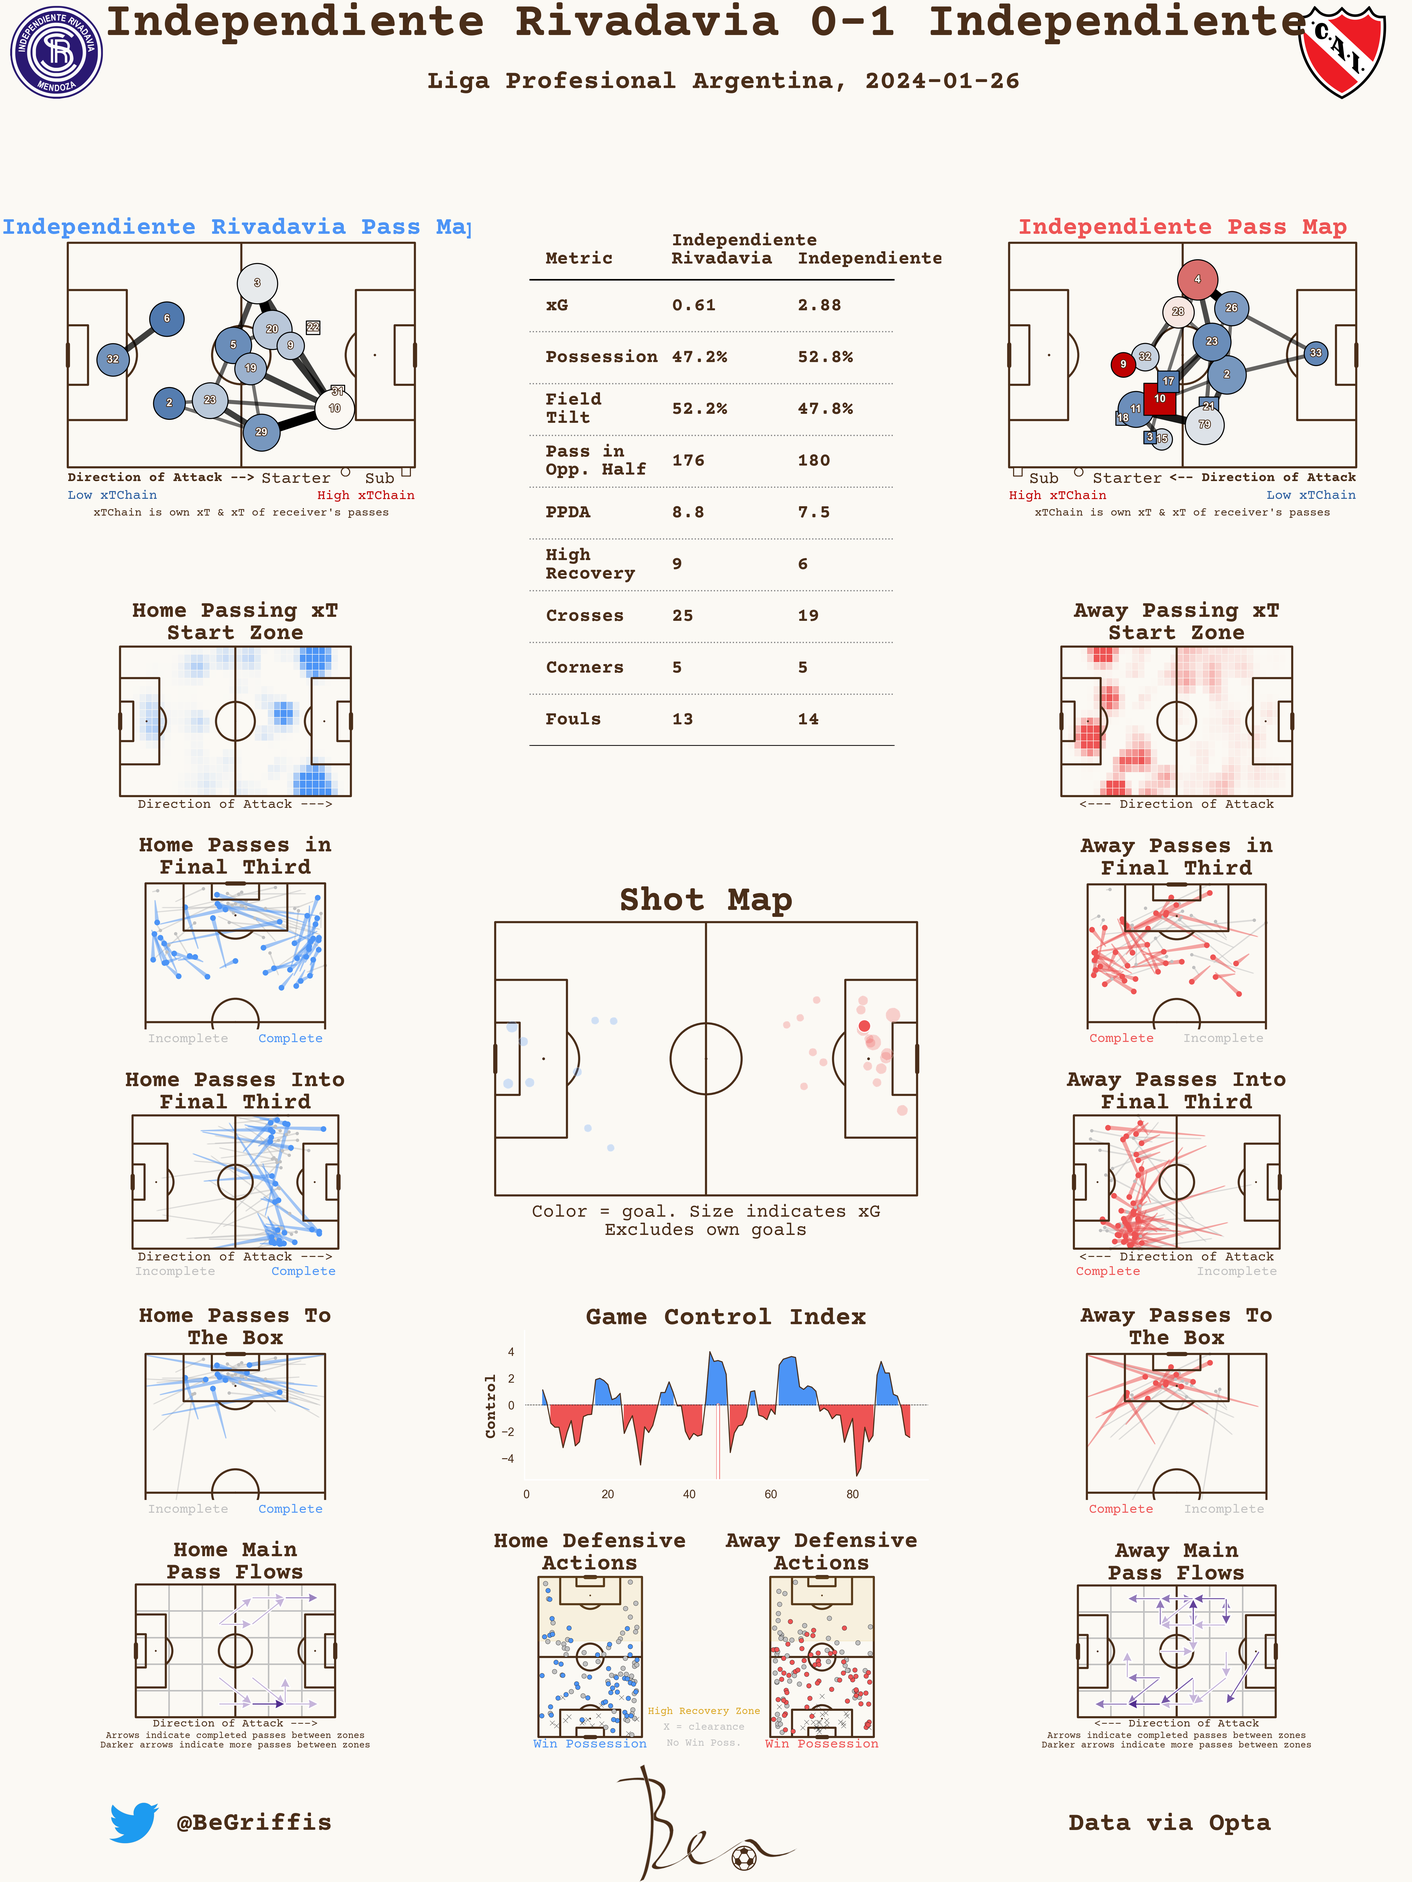 Independiente Rivadavia 0-1 Independiente
Liga Profesional Argentina, 2024-01-26
INDEPENDIENTE RIVADAVIA
MENDOZA
C.A.I.
Independiente Rivadavia Pass Map
3
6
20
22
5
9
32
19
31
2
23
10
29
Direction of Attack --> Starter Sub
Low xTChain High xTChain
xTChain is own xT & xT of receiver's passes
Metric Independiente Rivadavia Independiente
xG 0.61 2.88
Possession 47.2% 52.8%
Field Tilt 52.2% 47.8%
Pass in Opp. Half 176 180
PPDA 8.8 7.5
High Recovery 9 6
Crosses 25 19
Corners 5 5
Fouls 13 14
Independiente Pass Map
4
28
26
23
32
33
9
17
2
10
11
21
18
79
3
15
Sub Starter <-- Direction of Attack
High xTChain Low xTChain
xTChain is own xT & xT of receiver's passes
Home Passing xT
Start Zone
Direction of Attack --->
Away Passing xT
Start Zone
<--- Direction of Attack
Home Passes in
Final Third
Incomplete Complete
Away Passes in
Final Third
Complete Incomplete
Shot Map
Color = goal. Size indicates xG
Excludes own goals
Home Passes Into
Final Third
Direction of Attack --->
Incomplete Complete
Away Passes Into
Final Third
<--- Direction of Attack
Complete Incomplete
Home Passes To
The Box
Incomplete Complete
Game Control Index
Control
4
2
0
−2
−4
0 20 40 60 80
Away Passes To
The Box
Complete Incomplete
Home Main
Pass Flows
Direction of Attack --->
Arrows indicate completed passes between zones
Darker arrows indicate more passes between zones
Home Defensive
Actions
Win Possession
Away Defensive
Actions
Win Possession
High Recovery Zone
X = clearance
No Win Poss.
Away Main
Pass Flows
<--- Direction of Attack
Arrows indicate completed passes between zones
Darker arrows indicate more passes between zones
@BeGriffis
Ben
Data via Opta